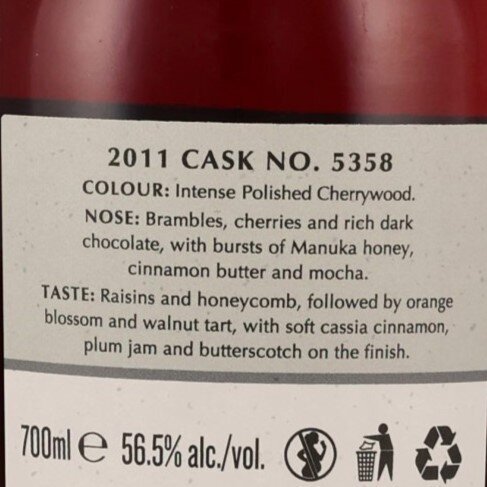 2011 CASK NO. 5358
COLOUR: Intense Polished Cherrywood.
NOSE: Brambles, cherries and rich dark
chocolate, with bursts of Manuka honey,
cinnamon butter and mocha.
TASTE: Raisins and honeycomb, followed by orange
blossom and walnut tart, with soft cassia cinnamon,
plum jam and butterscotch on the finish.
700ml ℮ 56.5% alc./vol.